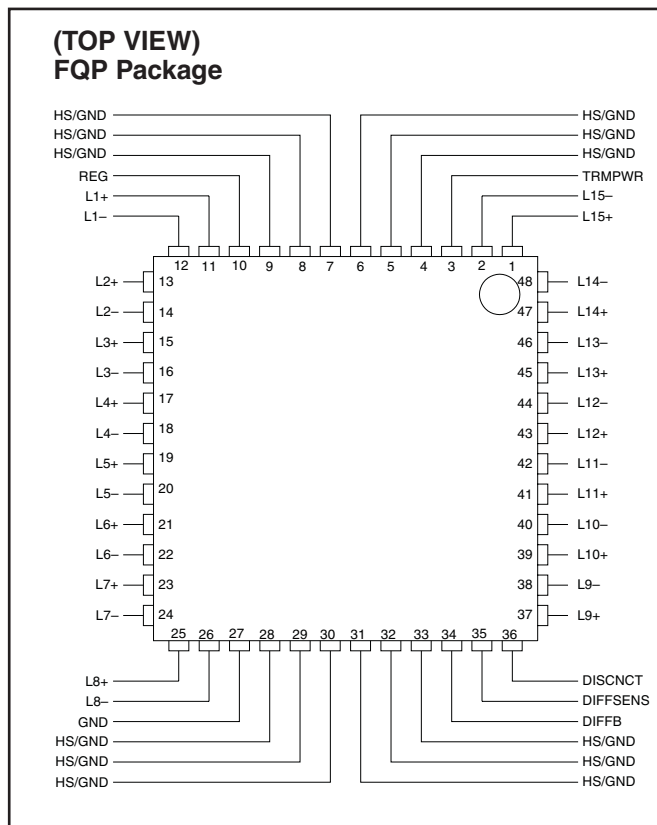 (TOP VIEW)
FQP Package
HS/GND
HS/GND
HS/GND
REG
L1+
L1–
HS/GND
HS/GND
HS/GND
TRMPWR
L15–
L15+
12 11 10 9 8 7 6 5 4 3 2 1
L2+ 13
L2– 14
L3+ 15
L3– 16
L4+ 17
L4– 18
L5+ 19
L5– 20
L6+ 21
L6– 22
L7+ 23
L7– 24
48 L14–
47 L14+
46 L13–
45 L13+
44 L12–
43 L12+
42 L11–
41 L11+
40 L10–
39 L10+
38 L9–
37 L9+
25 26 27 28 29 30 31 32 33 34 35 36
L8+
L8–
GND
HS/GND
HS/GND
HS/GND
DISCNCT
DIFFSENS
DIFFB
HS/GND
HS/GND
HS/GND